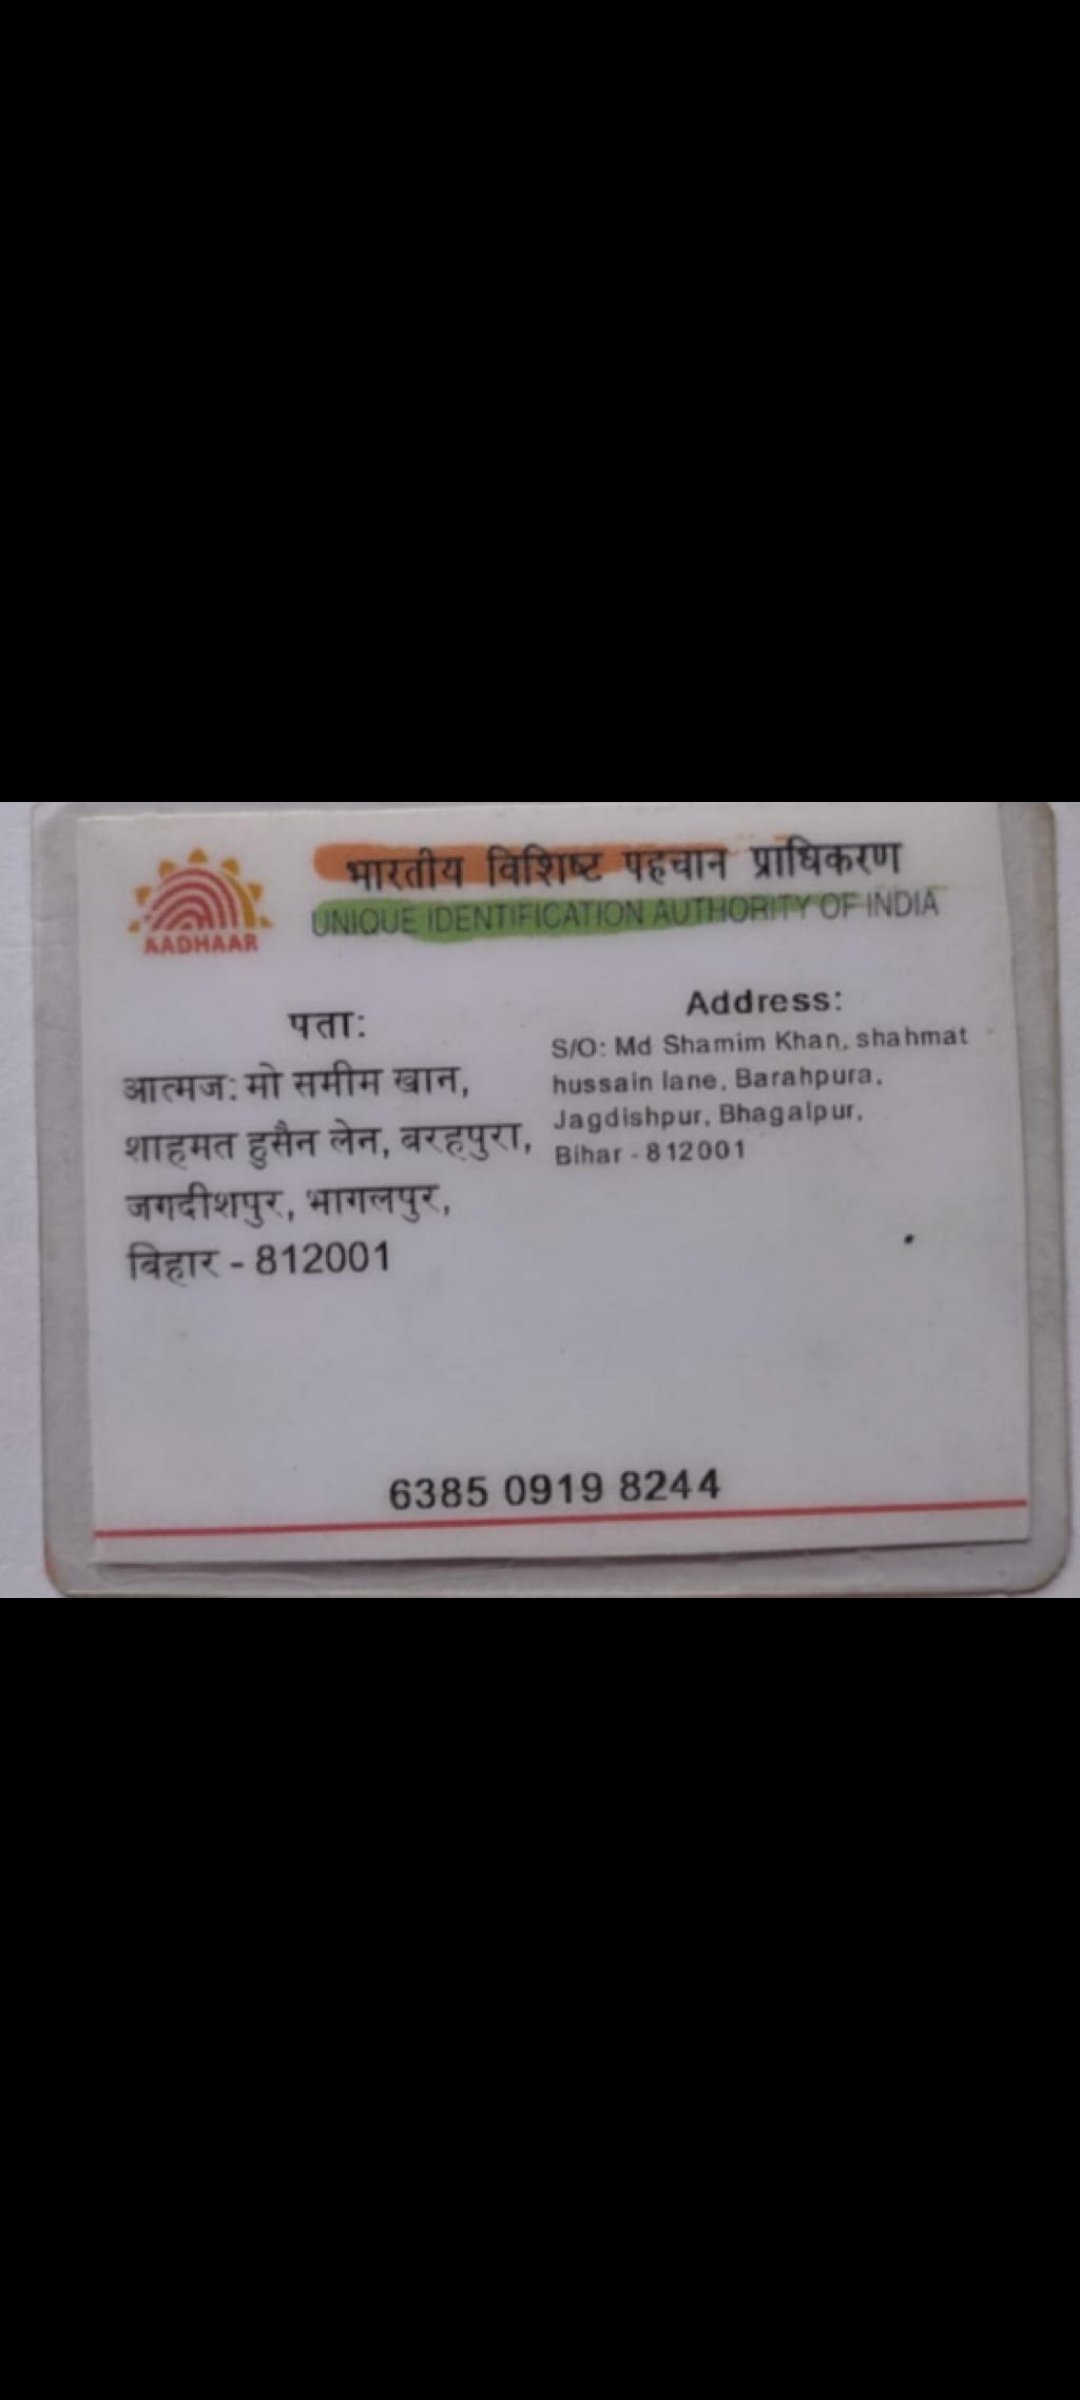 भारतीय विशिष्ट पहचान प्राधिकरण
UNIQUE IDENTIFICATION AUTHORITY OF INDIA
AADHAAR
पता:
आत्मज: मो समीम खान,
शाहमत हुसैन लेन, बरहपुरा,
जगदीशपुर, भागलपुर,
बिहार - 812001
Address:
S/O: Md Shamim Khan, shahmat
hussain lane, Barahpura,
Jagdishpur, Bhagalpur,
Bihar - 812001
6385 0919 8244